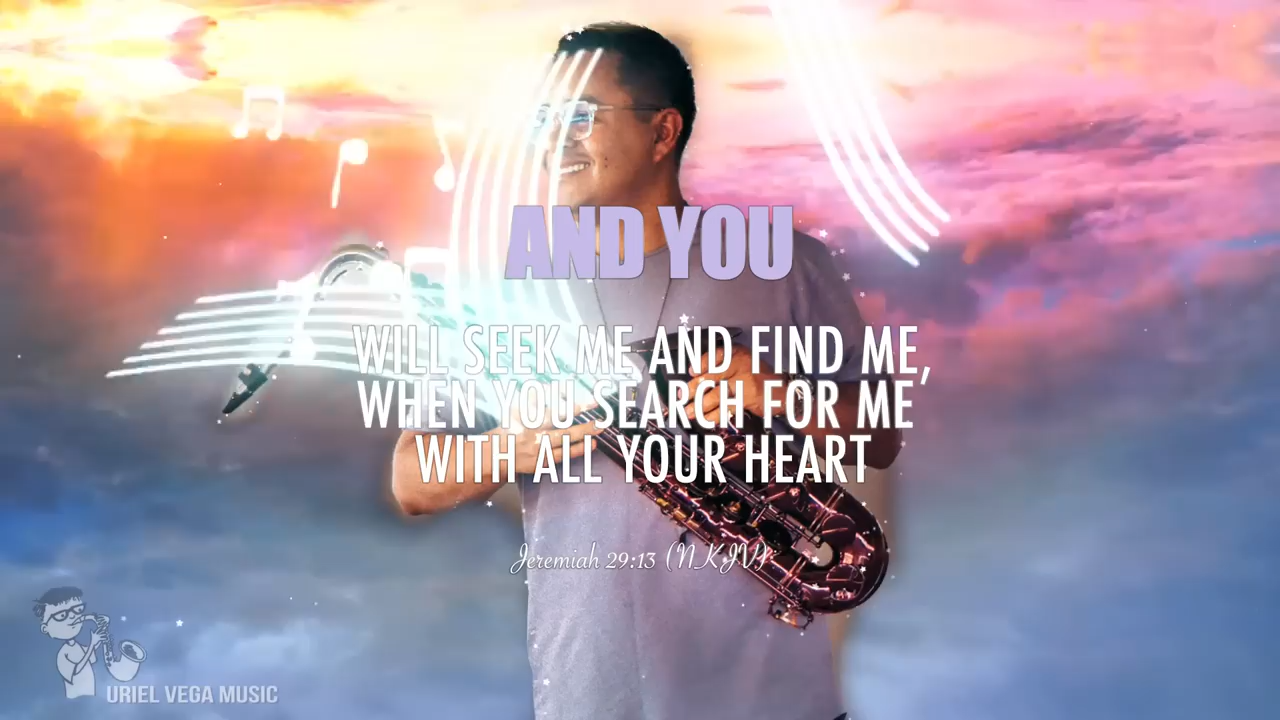 AND YOU
WILL SEEK ME AND FIND ME,
WHEN YOU SEARCH FOR ME
WITH ALL YOUR HEART
Jeremiah 29:13 (NKJV)
URIEL VEGA MUSIC